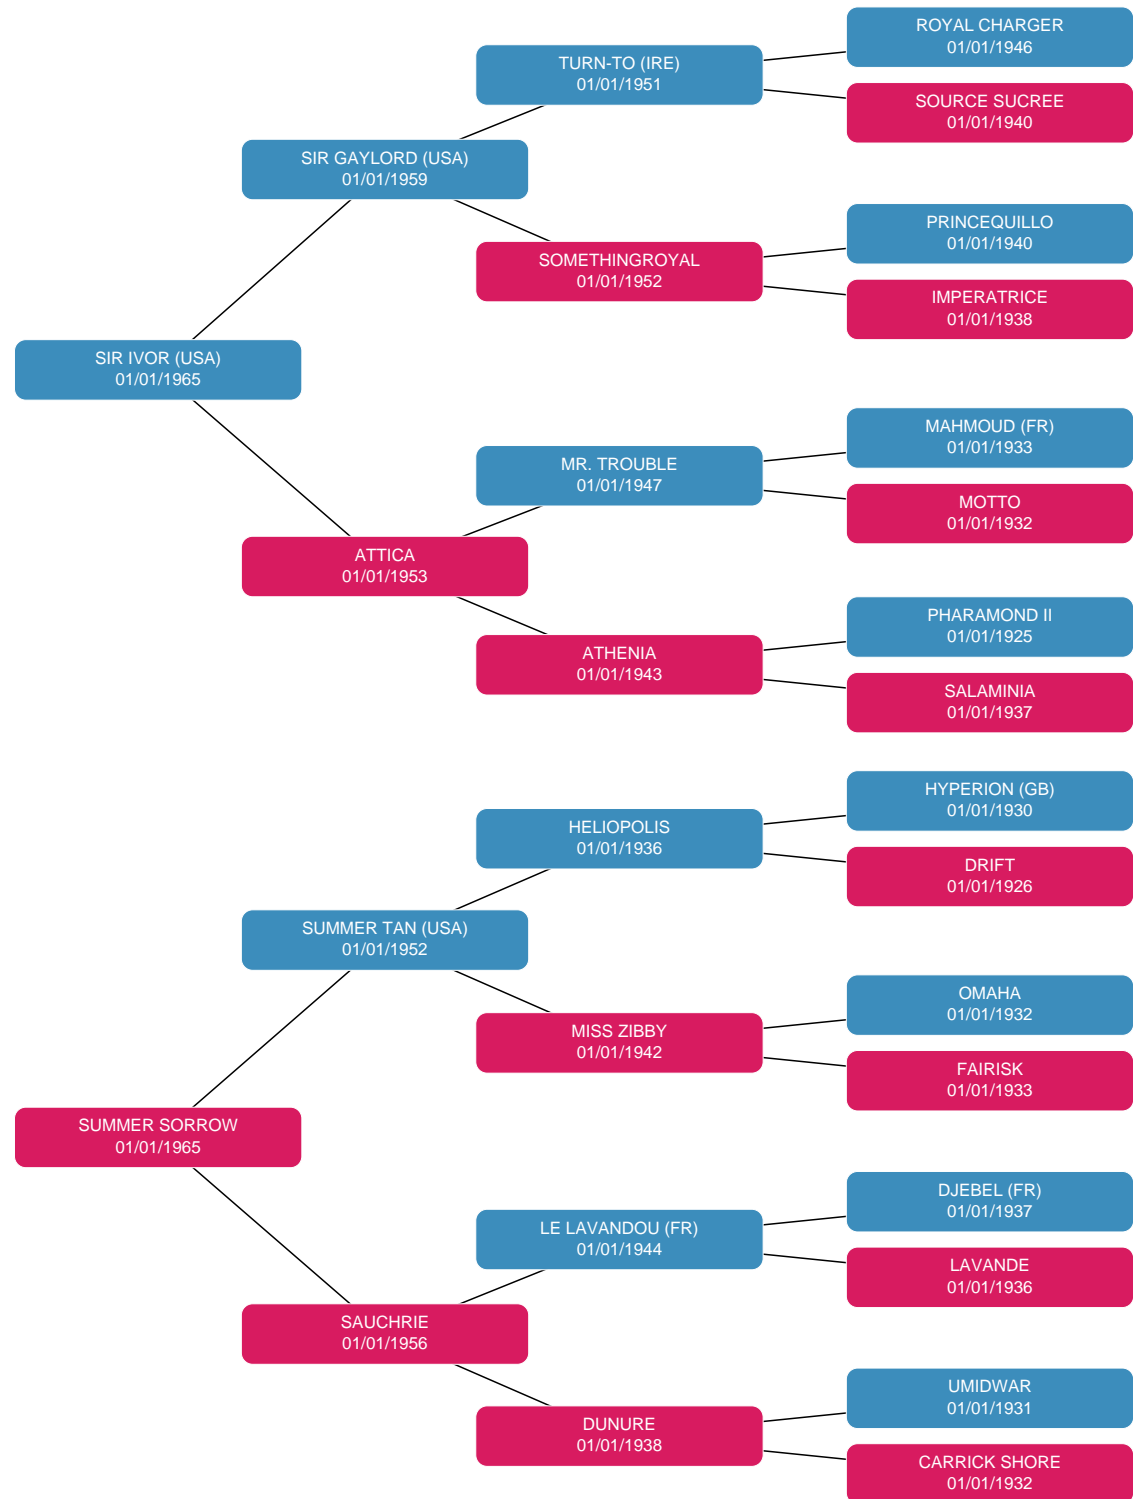 ROYAL CHARGER
01/01/1946
TURN-TO (IRE)
01/01/1951
SOURCE SUCREE
01/01/1940
SIR GAYLORD (USA)
01/01/1959
PRINCEQUILLO
01/01/1940
SOMETHINGROYAL
01/01/1952
IMPERATRICE
01/01/1938
SIR IVOR (USA)
01/01/1965
MAHMOUD (FR)
01/01/1933
MR. TROUBLE
01/01/1947
MOTTO
01/01/1932
ATTICA
01/01/1953
PHARAMOND II
01/01/1925
ATHENIA
01/01/1943
SALAMINIA
01/01/1937
HYPERION (GB)
01/01/1930
HELIOPOLIS
01/01/1936
DRIFT
01/01/1926
SUMMER TAN (USA)
01/01/1952
OMAHA
01/01/1932
MISS ZIBBY
01/01/1942
FAIRISK
01/01/1933
SUMMER SORROW
01/01/1965
DJEBEL (FR)
01/01/1937
LE LAVANDOU (FR)
01/01/1944
LAVANDE
01/01/1936
SAUCHRIE
01/01/1956
UMIDWAR
01/01/1931
DUNURE
01/01/1938
CARRICK SHORE
01/01/1932